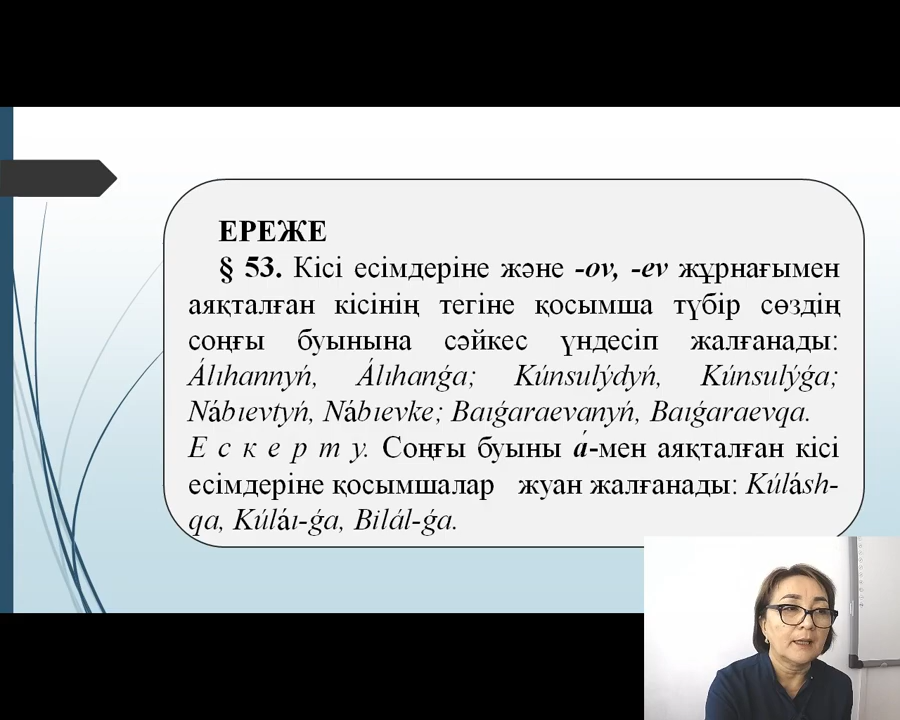 ЕРЕЖЕ
§ 53. Кісі есімдеріне және -ov, -ev жұрнағымен
аяқталған кісінің тегіне қосымша түбір сөздің
соңғы буынына сәйкес үндесіп жалғанады:
Álıhannyń, Álıhanǵa; Kúnsulýdyń, Kúnsulýǵa;
Nábıevtyń, Nábıevke; Baıǵaraevanyń, Baıǵaraevqa.
Е с к е р т у. Соңғы буыны á-мен аяқталған кісі
есімдеріне қосымшалар жуан жалғанады: Kúlásh-
qa, Kúláı-ǵa, Bilál-ǵa.